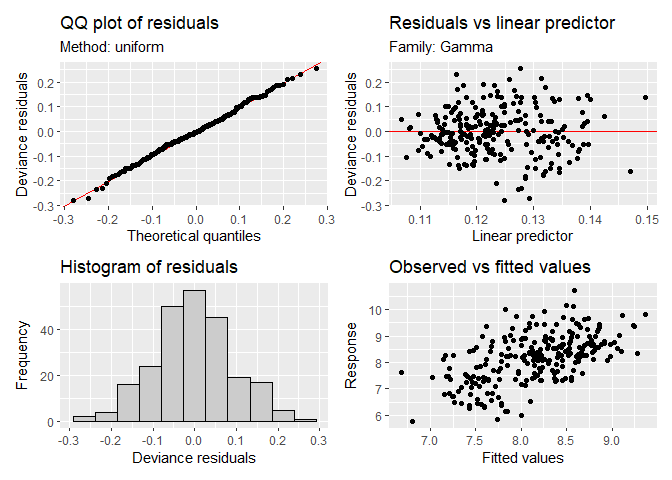 QQ plot of residuals
Method: uniform
Deviance residuals
0.2
0.1
0.0
-0.1
-0.2
-0.3
-0.3 -0.2 -0.1 0.0 0.1 0.2 0.3
Theoretical quantiles
Residuals vs linear predictor
Family: Gamma
Deviance residuals
0.2
0.1
0.0
-0.1
-0.2
-0.3
0.11 0.12 0.13 0.14 0.15
Linear predictor
Histogram of residuals
Frequency
40
20
0
-0.3 -0.2 -0.1 0.0 0.1 0.2 0.3
Deviance residuals
Observed vs fitted values
Response
10
9
8
7
6
7.0 7.5 8.0 8.5 9.0
Fitted values